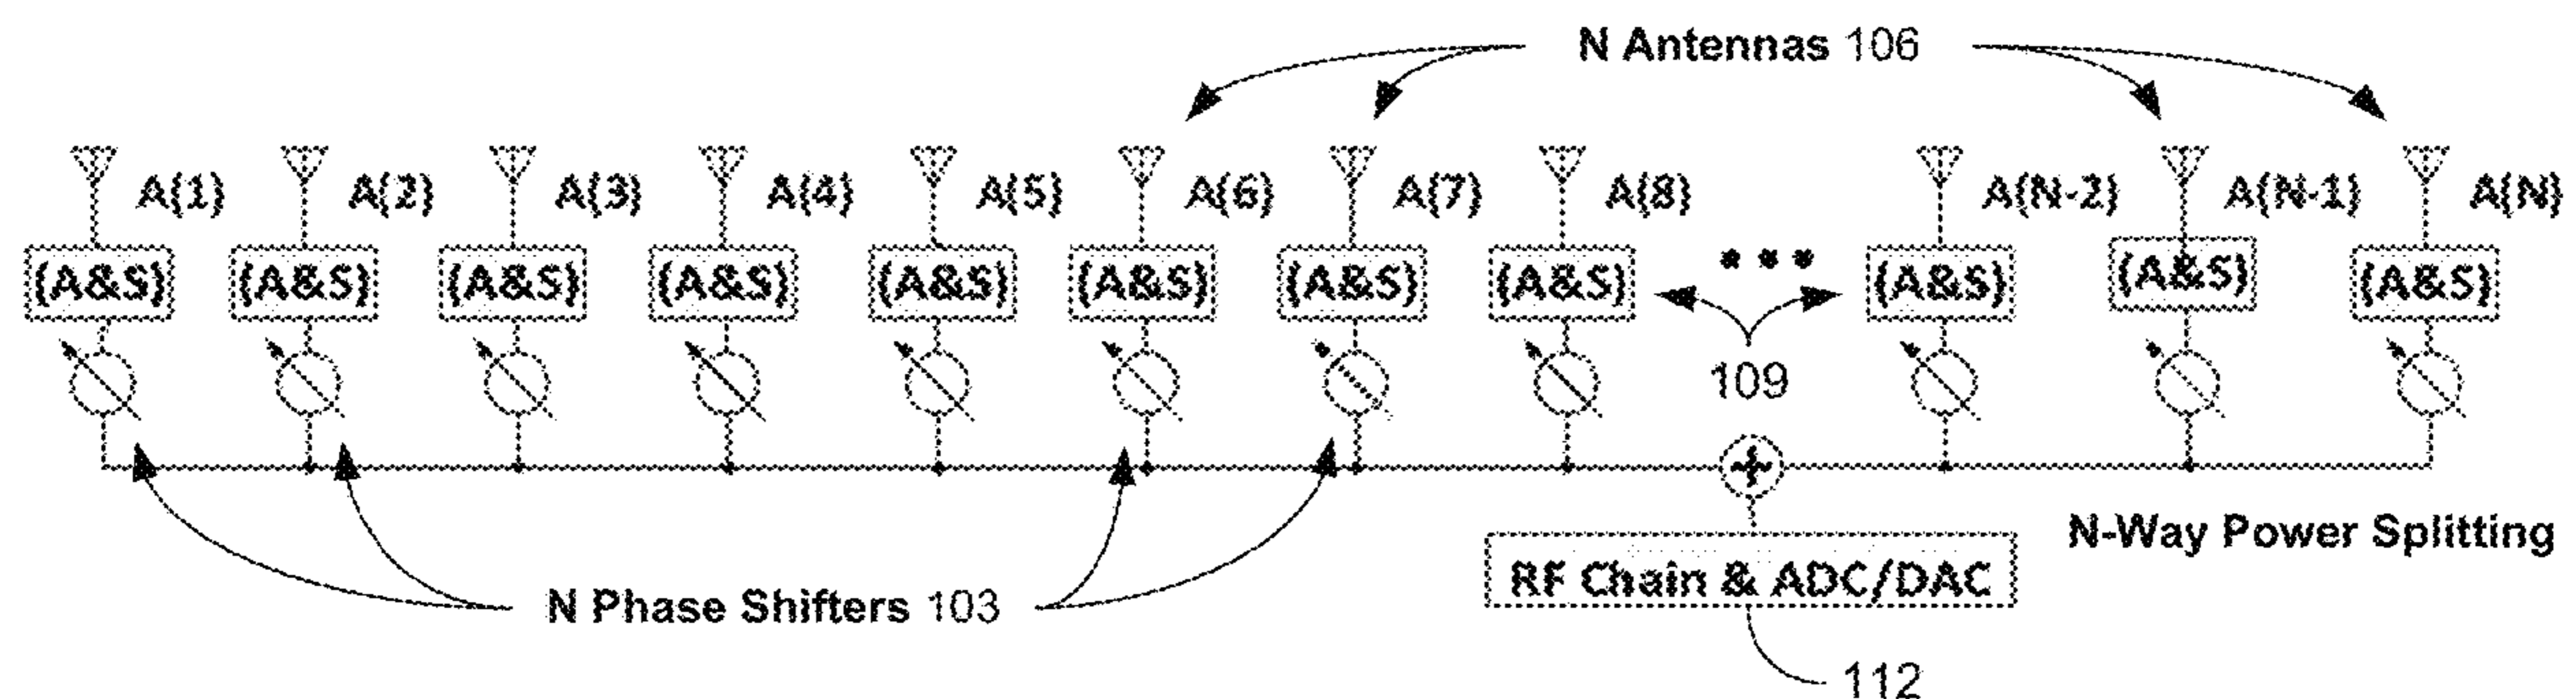 N Antennas 106
A(1) A(2) A(3) A(4) A(5) A(6) A(7) A(8) A(N-2) A(N-1) A(N)
(A&S) (A&S) (A&S) (A&S) (A&S) (A&S) (A&S) (A&S) (A&S) (A&S) (A&S)
109
N-Way Power Splitting
RF Chain & ADC/DAC
N Phase Shifters 103
112